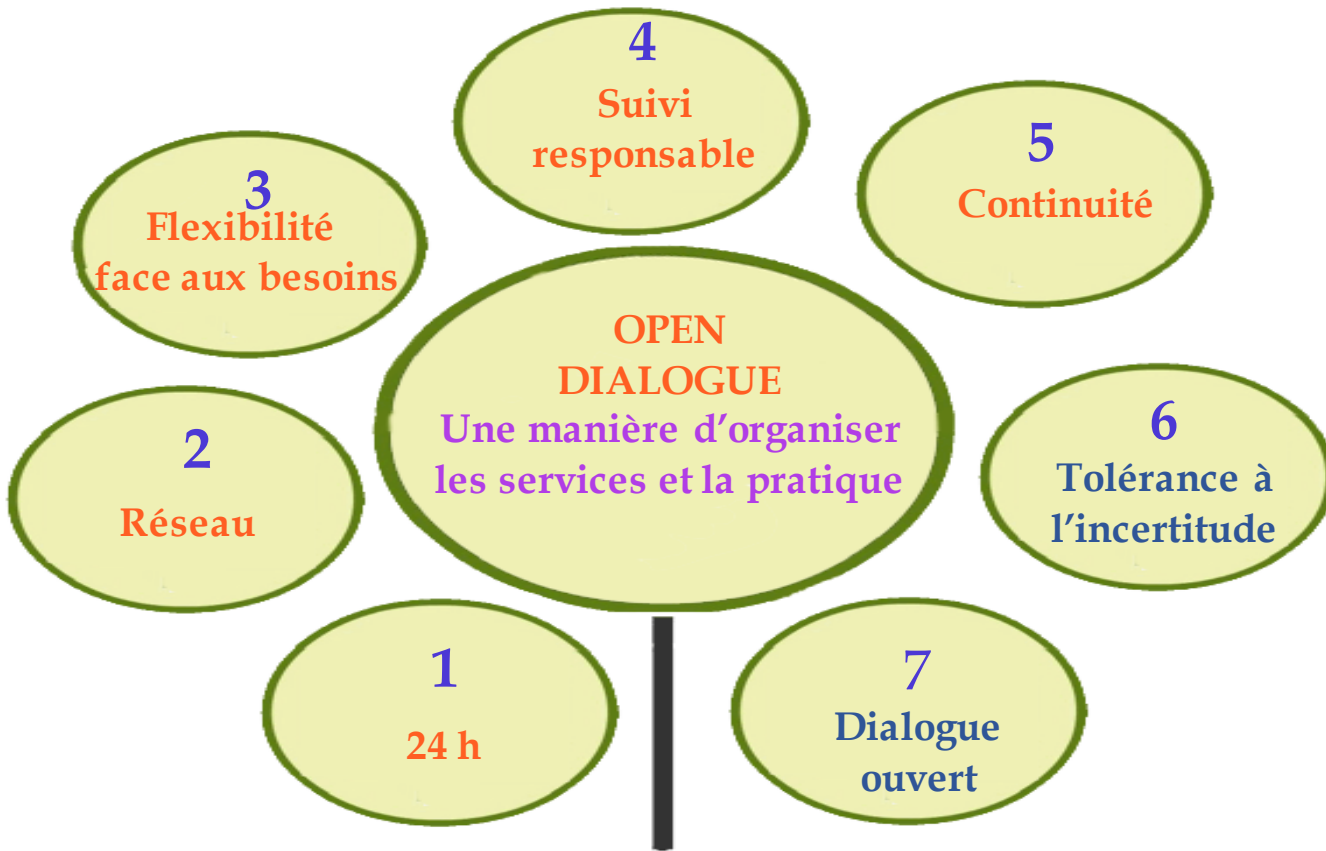 OPEN
DIALOGUE
Une manière d’organiser
les services et la pratique
1
24 h
2
Réseau
3
Flexibilité
face aux besoins
4
Suivi
responsable
5
Continuité
6
Tolérance à
l’incertitude
7
Dialogue
ouvert